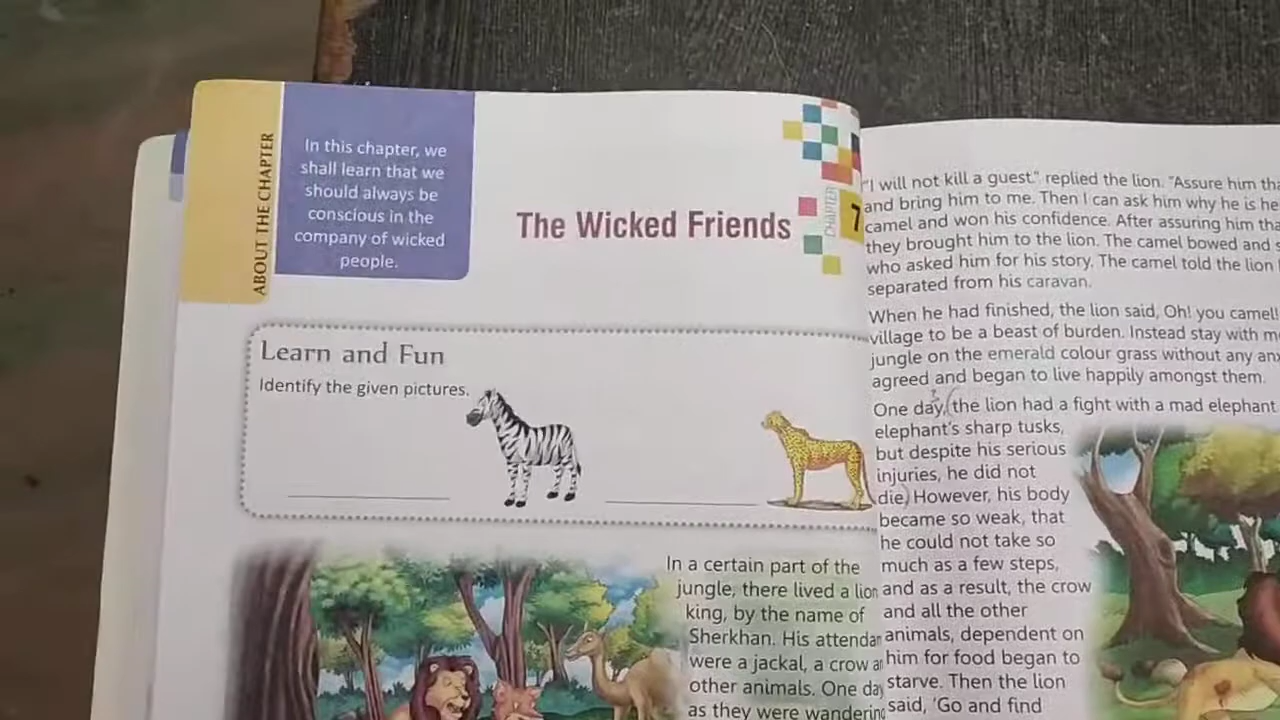 ABOUT THE CHAPTER
In this chapter, we
shall learn that we
should always be
conscious in the
company of wicked
people.
The Wicked Friends
CHAPTER
7
Learn and Fun
Identify the given pictures.
In a certain part of the
jungle, there lived a lion
king, by the name of
Sherkhan. His
were a jallal, a crow
other animals. One day
as they were wandering
"I will not kill a guest." replied the lion. "Assure him
and bring him to me. Then I can ask him why he is
camel and won his confidence. After assuring him
they brought him to the lion. The camel bowed and
who asked him for his story. The camel told the lion
separated from his caravan.
When he had finished, the lion said, Oh! you camel!
village to be a beast of burden. Instead stay with
jungle on the emerald colour grass without any
agreed and began to live happily amongst them.
One day, (the lion had a fight with a mad elephant.
elephant's sharp tusks,
but despite his serious
injuries, he did not
die) However, his body
became so weak, that
he could not take so
much as a few steps,
and as a result, the crow
and all the other
animals, dependent on
him for food began to
starve. Then the lion
said, 'Go and find